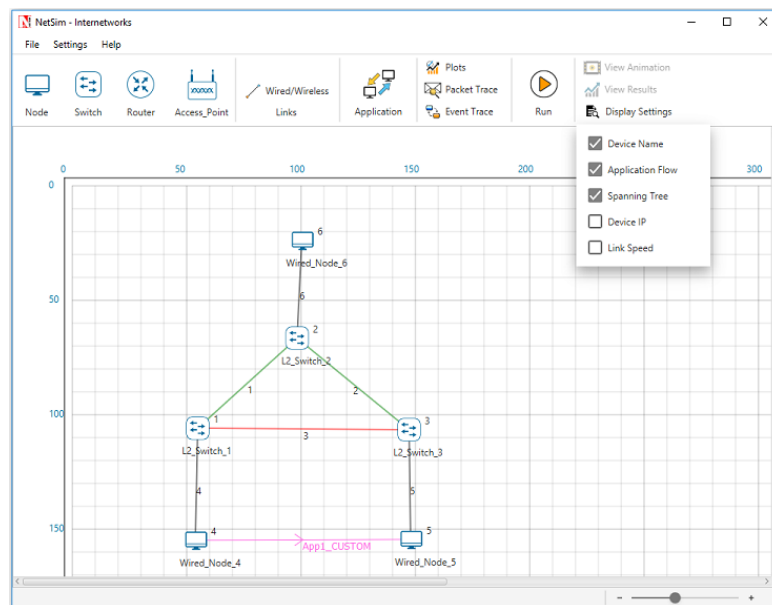 NetSim - Internetworks
File Settings Help
Node
Switch
Router
Access_Point
Wired/Wireless
Links
Application
Plots
Packet Trace
Event Trace
Run
View Animation
View Results
Display Settings
Device Name
Application Flow
Spanning Tree
Device IP
Link Speed
0 50 100 150 200 300
0
50
100
150
6
Wired_Node_6
6
2
L2_Switch_2
1
2
1
L2_Switch_1
3
3
L2_Switch_3
4
5
4
Wired_Node_4
App1_CUSTOM
5
Wired_Node_5